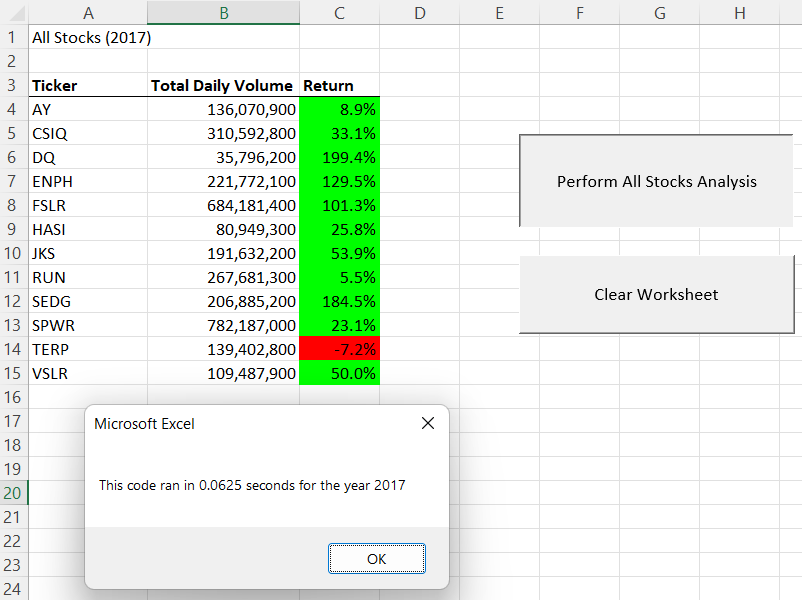 A B C D E F G H
1 All Stocks (2017)
2
3 Ticker Total Daily Volume Return
4 AY 136,070,900 8.9%
5 CSIQ 310,592,800 33.1%
6 DQ 35,796,200 199.4%
7 ENPH 221,772,100 129.5% Perform All Stocks Analysis
8 FSLR 684,181,400 101.3%
9 HASI 80,949,300 25.8%
10 JKS 191,632,200 53.9%
11 RUN 267,681,300 5.5%
12 SEDG 206,885,200 184.5% Clear Worksheet
13 SPWR 782,187,000 23.1%
14 TERP 139,402,800 -7.2%
15 VSLR 109,487,900 50.0%
16
17 Microsoft Excel
18
19
20 This code ran in 0.0625 seconds for the year 2017
21
22
23 OK
24